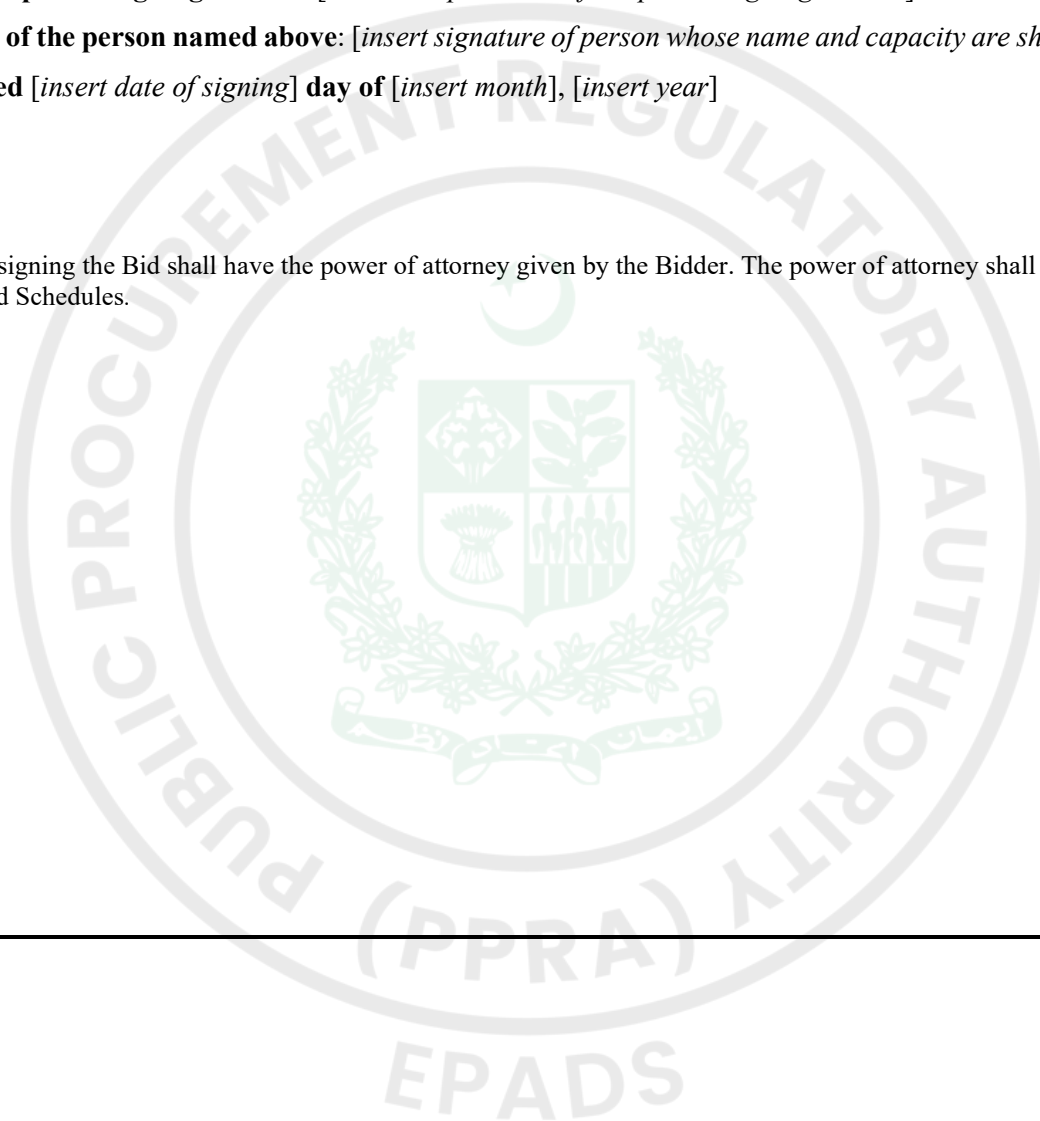 of the person named above: [insert signature of person whose name and capacity are sh
ed [insert date of signing] day of [insert month], [insert year]
signing the Bid shall have the power of attorney given by the Bidder. The power of attorney shall
d Schedules.
PUBLIC PROCUREMENT REGULATORY AUTHORITY
(PPRA)
EPADS